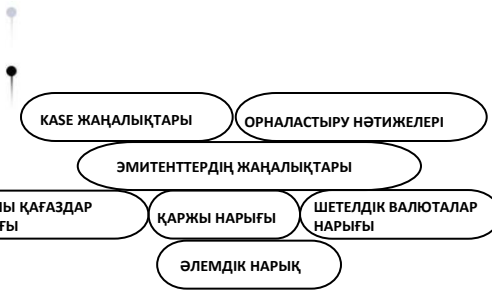 KASE ЖАҢАЛЫҚТАРЫ
ОРНАЛАСТЫРУ НӘТИЖЕЛЕРІ
ЭМИТЕНТТЕРДІҢ ЖАҢАЛЫҚТАРЫ
ҚАҒАЗДАР
ҚАРЖЫ НАРЫҒЫ
ШЕТЕЛДІК ВАЛЮТАЛАР
НАРЫҒЫ
ӘЛЕМДІК НАРЫҚ